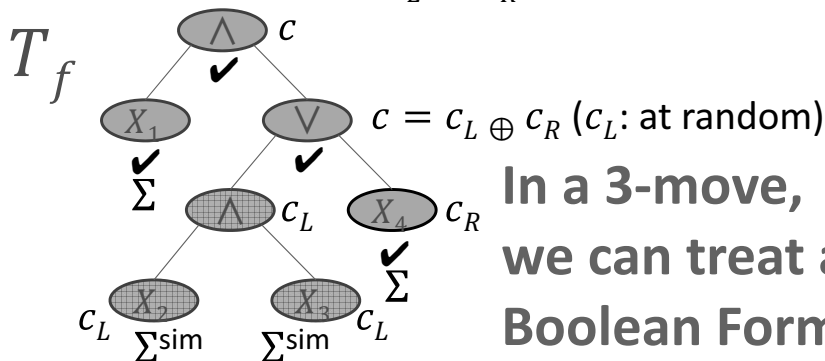 T_f
∧ c
✔
X_1 ∨ c = c_L ⊕ c_R (c_L: at random)
✔ ✔
Σ
∧ c_L X_4 c_R
✔
Σ
X_2 X_3
c_L c_L
Σ^sim Σ^sim
In a 3-move,
we can treat
Boolean